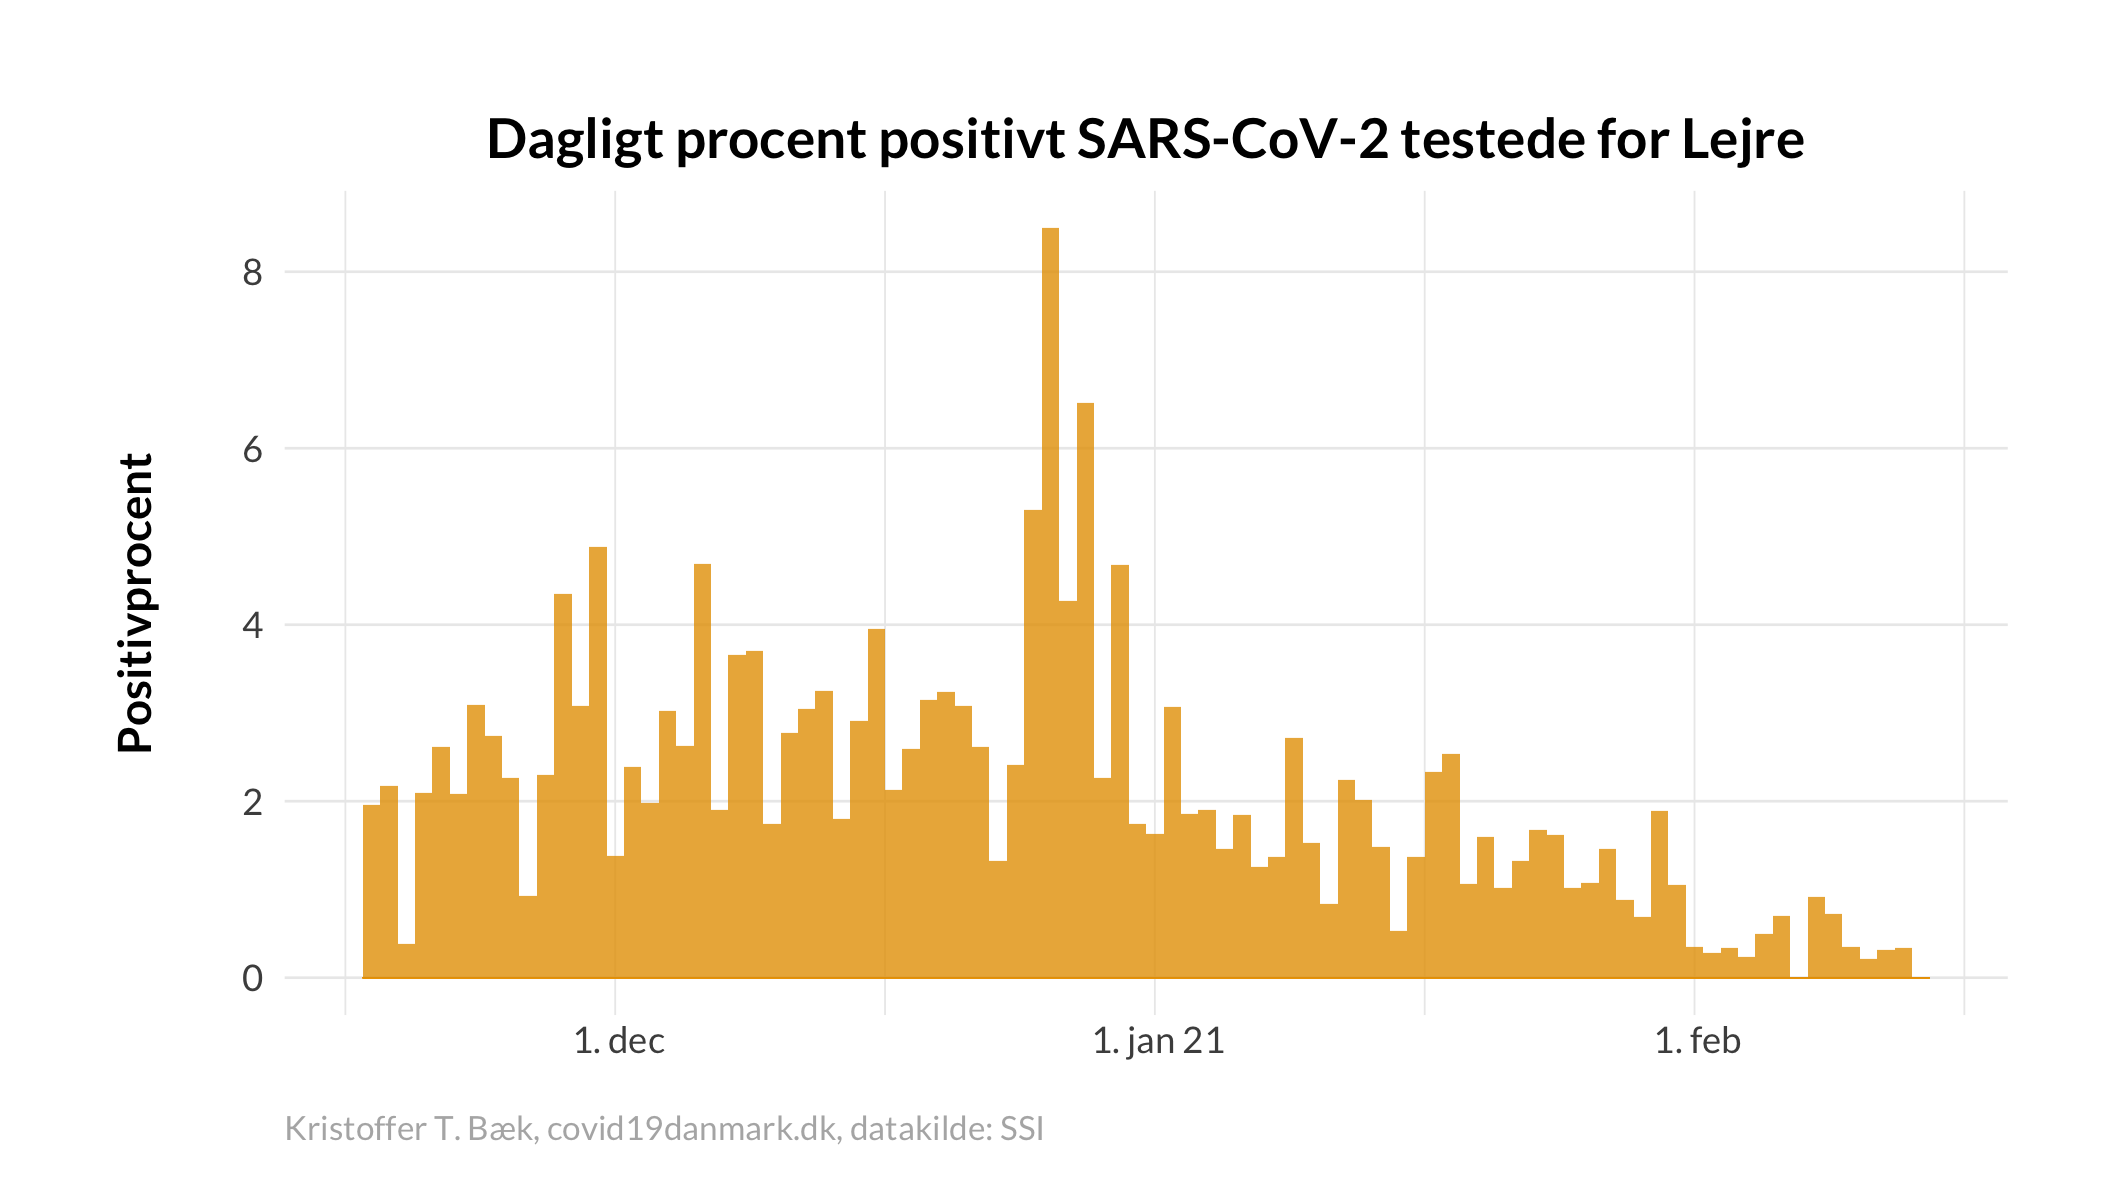 Dagligt procent positivt SARS-CoV-2 testede for Lejre
Positivprocent
8
6
4
2
0
1. dec
1. jan 21
1. feb
Kristoffer T. Bæk, covid19danmark.dk, datakilde: SSI